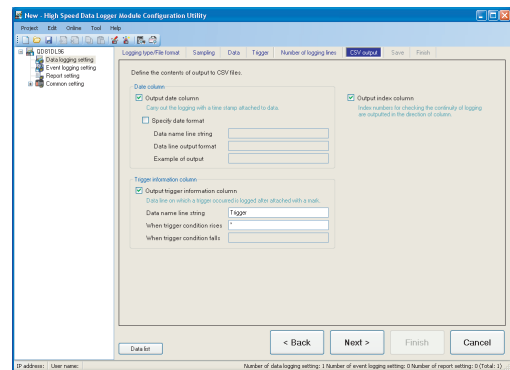 New - High Speed Data Logger Module Configuration Utility
Project Edit Online Tool Help
QD81DL96
Data logging setting
Event logging setting
Report setting
Common setting
Logging type/File format Sampling Data Trigger Number of logging lines CSV output Save Finish
Define the contents of output to CSV files.
Date column
Output date column
Carry out the logging with a time stamp attached to data.
Specify date format
Data name line string
Data line output format
Example of output
Output index column
Index numbers for checking the continuity of logging
are outputted in the direction of column.
Trigger information column
Output trigger information column
Data line on which a trigger occurred is logged after attached with a mark.
Data name line string Trigger
When trigger condition rises *
When trigger condition falls
Data list
< Back Next > Finish Cancel
IP address: User name: Number of data logging setting: 1 Number of event logging setting: 0 Number of report setting: 0 (Total: 1)